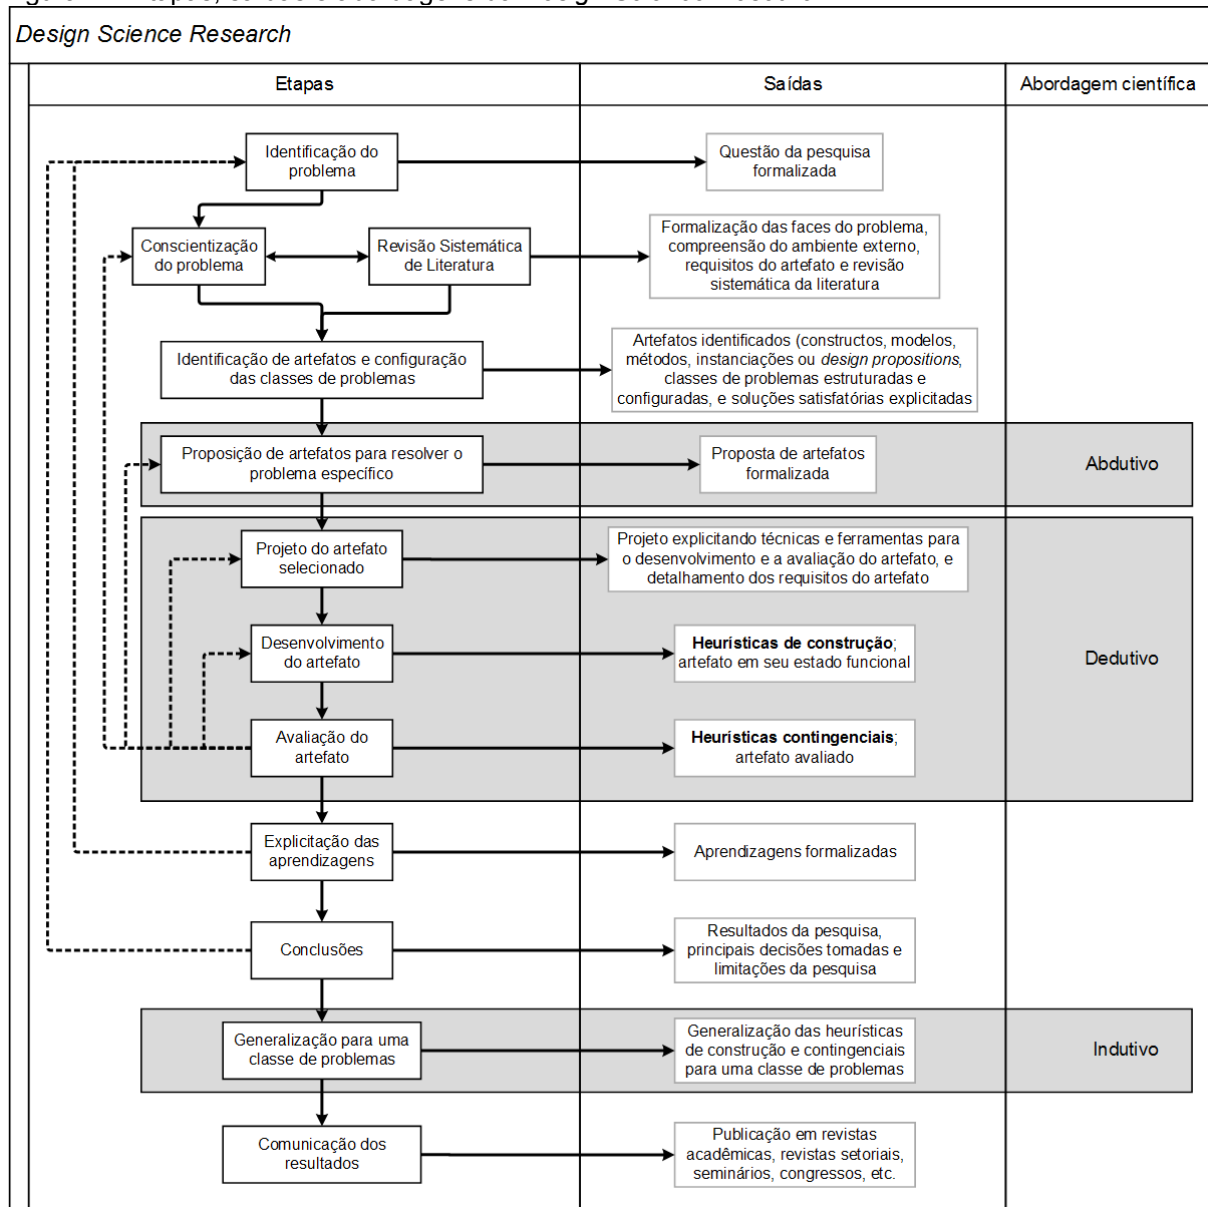 Design Science Research
Etapas
Saídas
Abordagem científica
Identificação do
problema
Questão da pesquisa
formalizada
Conscientização
do problema
Revisão Sistemática
de Literatura
Formalização das faces do problema,
compreensão do ambiente externo,
requisitos do artefato e revisão
sistemática da literatura
Identificação de artefatos e configuração
das classes de problemas
Artefatos identificados (constructos, modelos,
métodos, instanciações ou design propositions,
classes de problemas estruturadas e
configuradas, e soluções satisfatórias explicitadas
Proposição de artefatos para resolver o
problema específico
Proposta de artefatos
formalizada
Abdutivo
Projeto do artefato
selecionado
Projeto explicitando técnicas e ferramentas para
o desenvolvimento e a avaliação do artefato, e
detalhamento dos requisitos do artefato
Desenvolvimento
do artefato
Heurísticas de construção;
artefato em seu estado funcional
Dedutivo
Avaliação do
artefato
Heurísticas contingenciais;
artefato avaliado
Explicitação das
aprendizagens
Aprendizagens formalizadas
Conclusões
Resultados da pesquisa,
principais decisões tomadas e
limitações da pesquisa
Generalização para uma
classe de problemas
Generalização das heurísticas
de construção e contingenciais
para uma classe de problemas
Indutivo
Comunicação dos
resultados
Publicação em revistas
acadêmicas, revistas setoriais,
seminários, congressos, etc.